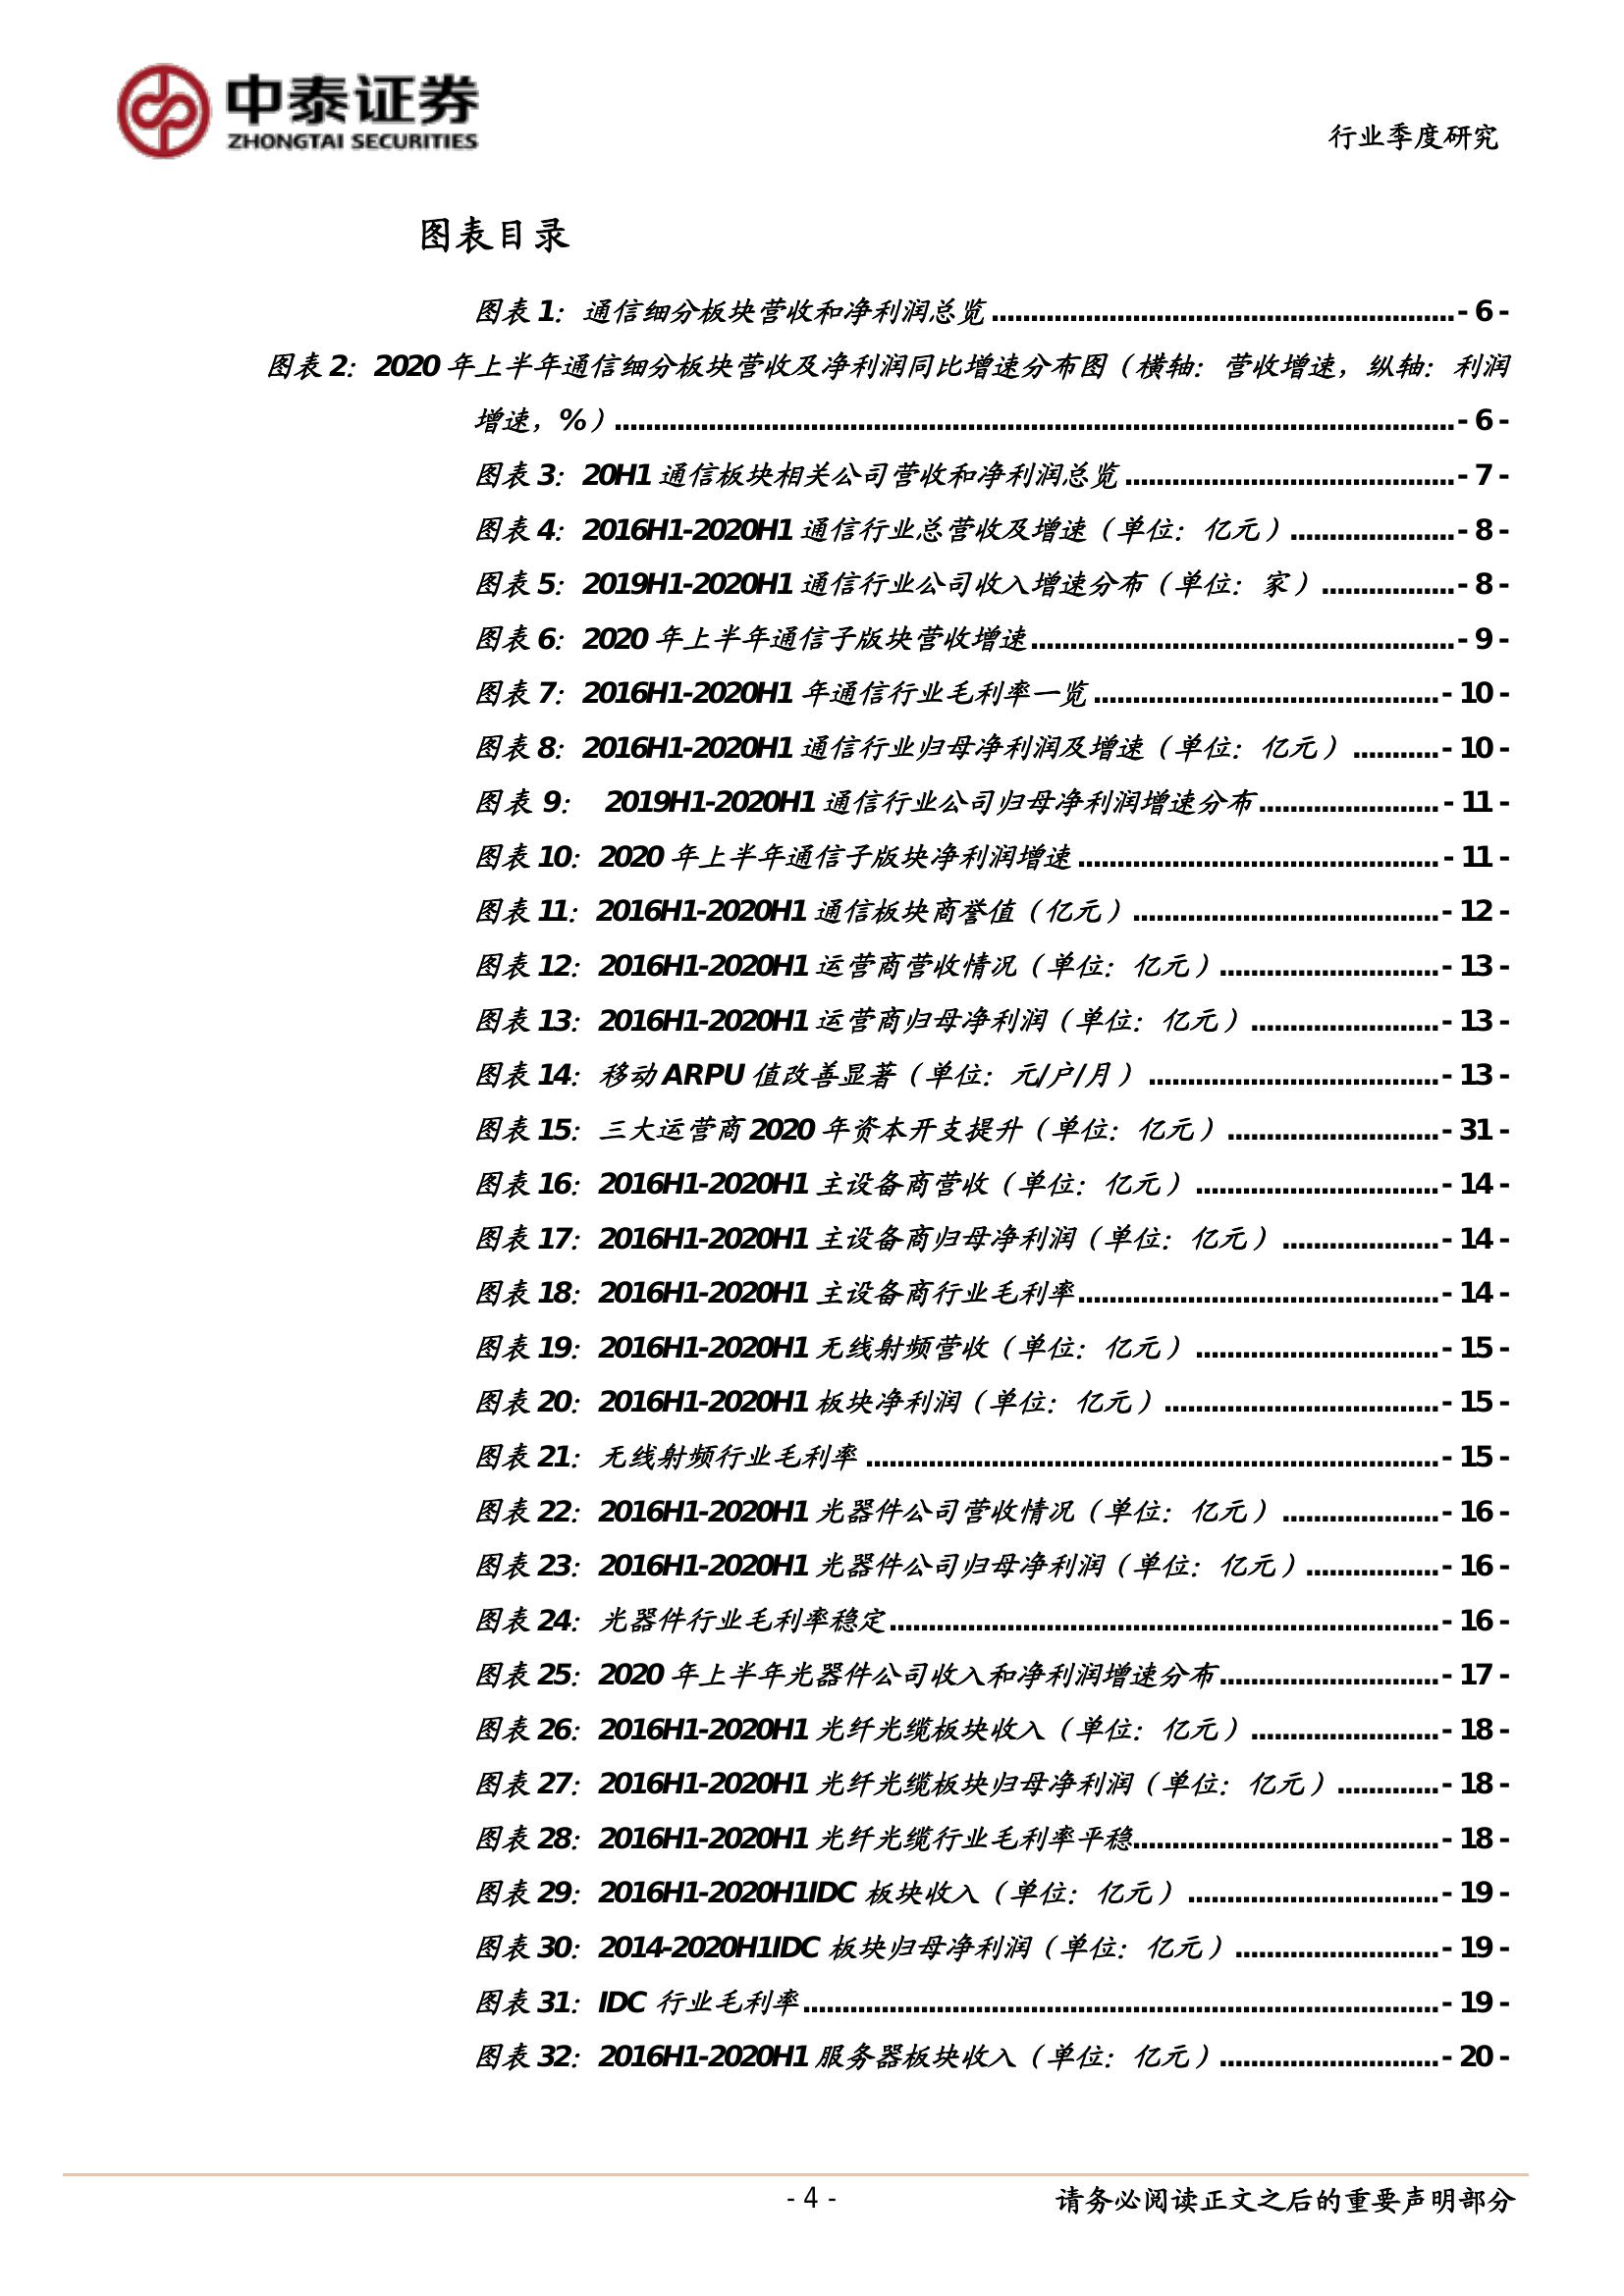 中泰证券
ZHONGTAI SECURITIES
行业季度研究
图表目录
图表 1：通信细分板块营收和净利润总览 ........................................................... - 6 -
图表 2：2020 年上半年通信细分板块营收及净利润同比增速分布图（横轴：营收增速，纵轴：利润
增速，%）........................................................................................................... - 6 -
图表 3：20H1 通信板块相关公司营收和净利润总览 .......................................... - 7 -
图表 4：2016H1-2020H1 通信行业总营收及增速（单位：亿元）..................... - 8 -
图表 5：2019H1-2020H1 通信行业公司收入增速分布（单位：家）................. - 8 -
图表 6：2020 年上半年通信子版块营收增速...................................................... - 9 -
图表 7：2016H1-2020H1 年通信行业毛利率一览 ............................................ - 10 -
图表 8：2016H1-2020H1 通信行业归母净利润及增速（单位：亿元）........... - 10 -
图表 9： 2019H1-2020H1 通信行业公司归母净利润增速分布....................... - 11 -
图表 10：2020 年上半年通信子版块净利润增速 .............................................. - 11 -
图表 11：2016H1-2020H1 通信板块商誉值（亿元）....................................... - 12 -
图表 12：2016H1-2020H1 运营商营收情况（单位：亿元）............................ - 13 -
图表 13：2016H1-2020H1 运营商归母净利润（单位：亿元）........................ - 13 -
图表 14：移动 ARPU 值改善显著（单位：元/户/月）..................................... - 13 -
图表 15：三大运营商 2020 年资本开支提升（单位：亿元）........................... - 31 -
图表 16：2016H1-2020H1 主设备商营收（单位：亿元）............................... - 14 -
图表 17：2016H1-2020H1 主设备商归母净利润（单位：亿元）.................... - 14 -
图表 18：2016H1-2020H1 主设备商行业毛利率.............................................. - 14 -
图表 19：2016H1-2020H1 无线射频营收（单位：亿元）............................... - 15 -
图表 20：2016H1-2020H1 板块净利润（单位：亿元）................................... - 15 -
图表 21：无线射频行业毛利率 ......................................................................... - 15 -
图表 22：2016H1-2020H1 光器件公司营收情况（单位：亿元）.................... - 16 -
图表 23：2016H1-2020H1 光器件公司归母净利润（单位：亿元）................. - 16 -
图表 24：光器件行业毛利率稳定...................................................................... - 16 -
图表 25：2020 年上半年光器件公司收入和净利润增速分布............................ - 17 -
图表 26：2016H1-2020H1 光纤光缆板块收入（单位：亿元）........................ - 18 -
图表 27：2016H1-2020H1 光纤光缆板块归母净利润（单位：亿元）............. - 18 -
图表 28：2016H1-2020H1 光纤光缆行业毛利率平稳....................................... - 18 -
图表 29：2016H1-2020H1IDC 板块收入（单位：亿元）................................ - 19 -
图表 30：2014-2020H1IDC 板块归母净利润（单位：亿元）.......................... - 19 -
图表 31：IDC 行业毛利率................................................................................. - 19 -
图表 32：2016H1-2020H1 服务器板块收入（单位：亿元）............................ - 20 -
- 4 -
请务必阅读正文之后的重要声明部分